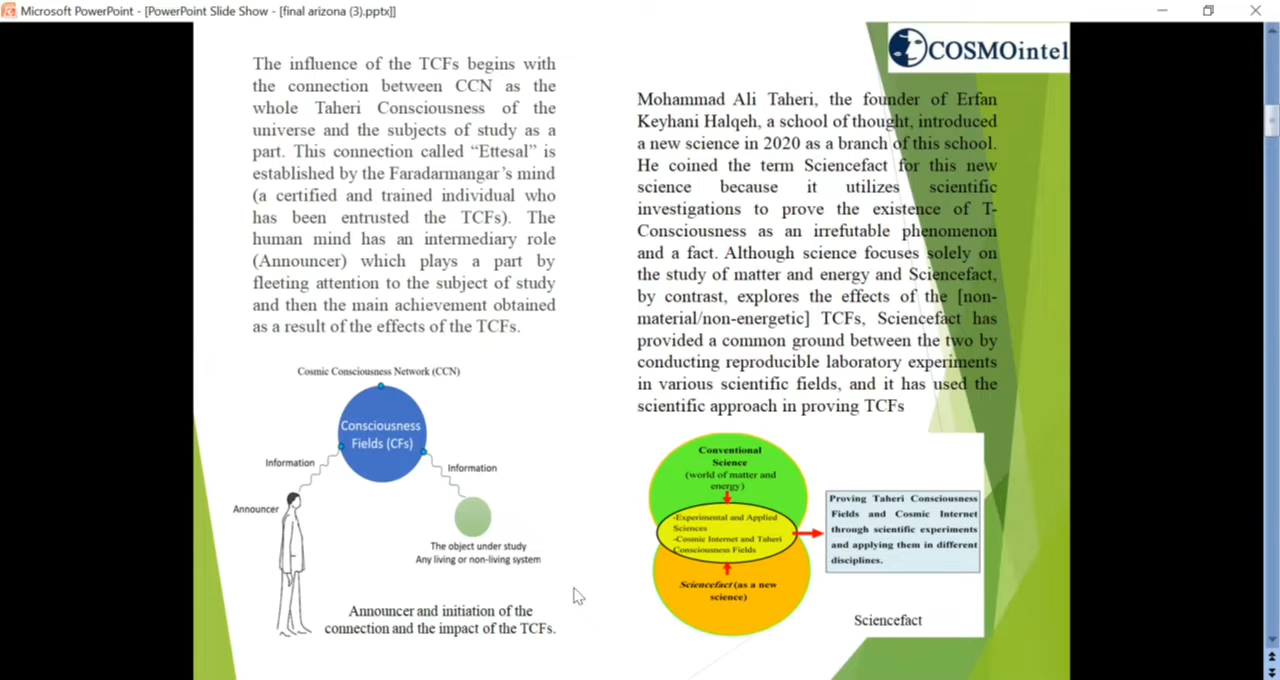 Microsoft PowerPoint - [PowerPoint Slide Show - [final arizona (3).pptx]]
The influence of the TCFs begins with
the connection between CCN as the
whole Taheri Consciousness of the
universe and the subjects of study as a
part. This connection called “Ettesal” is
established by the Faradarmangar’s mind
(a certified and trained individual who
has been entrusted the TCFs). The
human mind has an intermediary role
(Announcer) which plays a part by
fleeting attention to the subject of study
and then the main achievement obtained
as a result of the effects of the TCFs.
Cosmic Consciousness Network (CCN)
Consciousness
Fields (CFs)
Information
Information
Announcer
The object under study
Any living or non-living system
Announcer and initiation of the
connection and the impact of the TCFs.
COSMOintel
Mohammad Ali Taheri, the founder of Erfan
Keyhani Halqeh, a school of thought, introduced
a new science in 2020 as a branch of this school.
He coined the term Sciencefact for this new
science because it utilizes scientific
investigations to prove the existence of T-
Consciousness as an irrefutable phenomenon
and a fact. Although science focuses solely on
the study of matter and energy and Sciencefact,
by contrast, explores the effects of the [non-
material/non-energetic] TCFs, Sciencefact has
provided a common ground between the two by
conducting reproducible laboratory experiments
in various scientific fields, and it has used the
scientific approach in proving TCFs
Conventional
Science
(world of matter and
energy)
-Experimental and Applied
Sciences
-Cosmic Internet and Taheri
Consciousness Fields
Sciencefact (as a new
science)
Proving Taheri Consciousness
Fields and Cosmic Internet
through scientific experiments
and applying them in different
disciplines.
Sciencefact